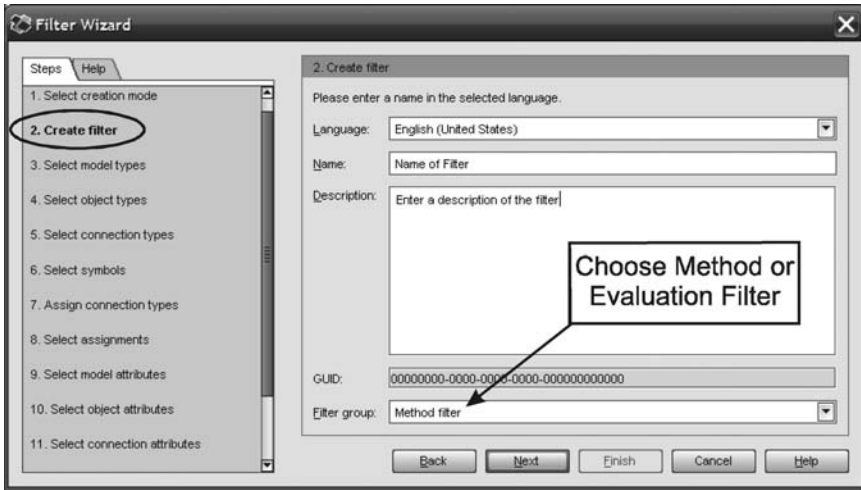 Filter Wizard
Steps Help
1. Select creation mode
2. Create filter
3. Select model types
4. Select object types
5. Select connection types
6. Select symbols
7. Assign connection types
8. Select assignments
9. Select model attributes
10. Select object attributes
11. Select connection attributes
2. Create filter
Please enter a name in the selected language.
Language: English (United States)
Name: Name of Filter
Description: Enter a description of the filter
Choose Method or
Evaluation Filter
GUID: 00000000-0000-0000-0000-000000000000
Filter group: Method filter
Back Next Finish Cancel Help